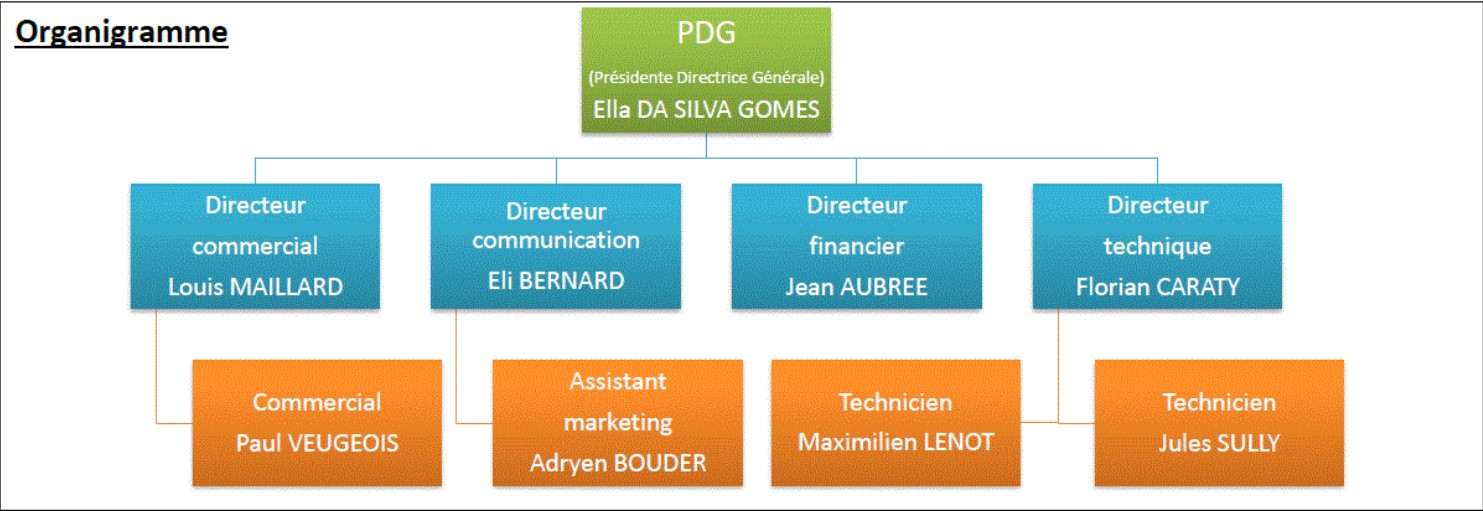 Organigramme
PDG
(Présidente Directrice Générale)
Ella DA SILVA GOMES
Directeur
commercial
Louis MAILLARD
Directeur
communication
Eli BERNARD
Directeur
financier
Jean AUBREE
Directeur
technique
Florian CARATY
Commercial
Paul VEUGEOIS
Assistant
marketing
Adryen BOUDER
Technicien
Maximilien LENOT
Technicien
Jules SULLY